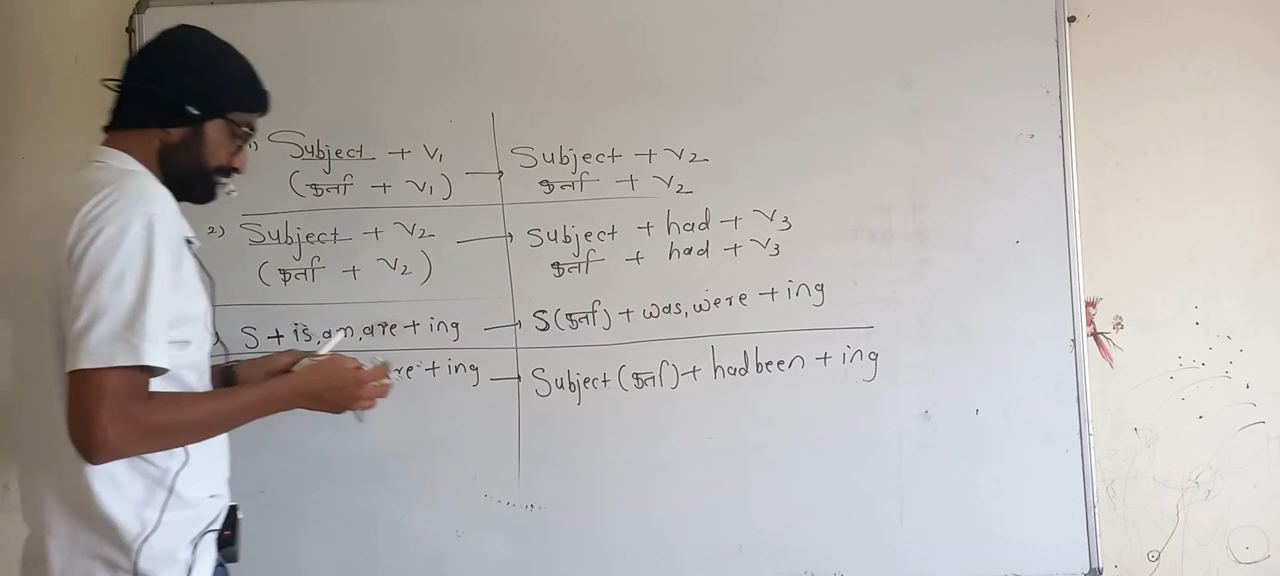 1) Subject + V1 → Subject + V2
(कर्ता + V1) कर्ता + V2
2) Subject + V2 → Subject + had + V3
(कर्ता + V2) कर्ता + had + V3
) S + is, am, are + ing → S (कर्ता) + was, were + ing
+ ing → Subject (कर्ता) + had been + ing